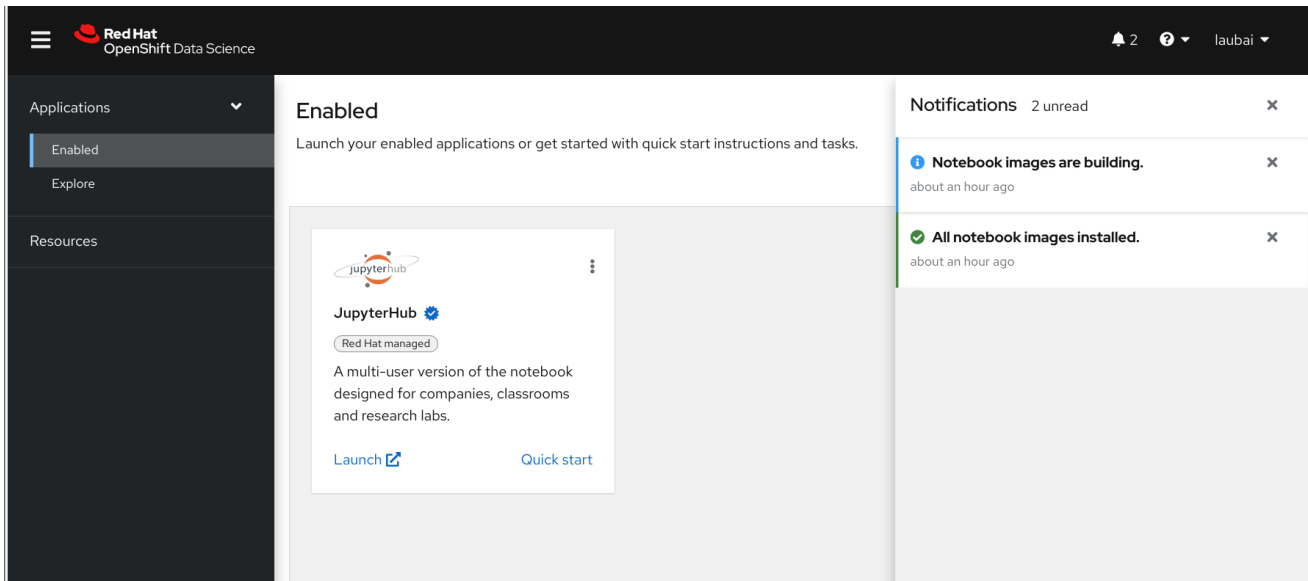 Red Hat
OpenShift Data Science
2
laubai
Applications
Enabled
Explore
Resources
Enabled
Launch your enabled applications or get started with quick start instructions and tasks.
jupyterhub
JupyterHub
Red Hat managed
A multi-user version of the notebook
designed for companies, classrooms
and research labs.
Launch
Quick start
Notifications 2 unread
Notebook images are building.
about an hour ago
All notebook images installed.
about an hour ago